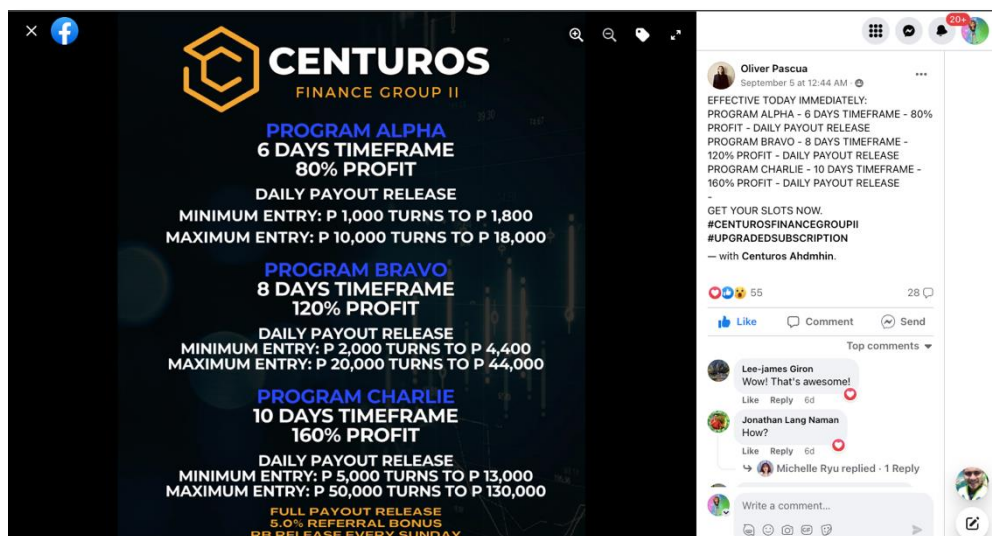 CENTUROS
FINANCE GROUP II
PROGRAM ALPHA
6 DAYS TIMEFRAME
80% PROFIT
DAILY PAYOUT RELEASE
MINIMUM ENTRY: P 1,000 TURNS TO P 1,800
MAXIMUM ENTRY: P 10,000 TURNS TO P 18,000
PROGRAM BRAVO
8 DAYS TIMEFRAME
120% PROFIT
DAILY PAYOUT RELEASE
MINIMUM ENTRY: P 2,000 TURNS TO P 4,400
MAXIMUM ENTRY: P 20,000 TURNS TO P 44,000
PROGRAM CHARLIE
10 DAYS TIMEFRAME
160% PROFIT
DAILY PAYOUT RELEASE
MINIMUM ENTRY: P 5,000 TURNS TO P 13,000
MAXIMUM ENTRY: P 50,000 TURNS TO P 130,000
FULL PAYOUT RELEASE
5.0% REFERRAL BONUS
RB RELEASE EVERY SUNDAY
20+
Oliver Pascua
September 5 at 12:44 AM ·
EFFECTIVE TODAY IMMEDIATELY:
PROGRAM ALPHA - 6 DAYS TIMEFRAME - 80%
PROFIT - DAILY PAYOUT RELEASE
PROGRAM BRAVO - 8 DAYS TIMEFRAME -
120% PROFIT - DAILY PAYOUT RELEASE
PROGRAM CHARLIE - 10 DAYS TIMEFRAME -
160% PROFIT - DAILY PAYOUT RELEASE
-
GET YOUR SLOTS NOW.
#CENTUROSFINANCEGROUPII
#UPGRADEDSUBSCRIPTION
— with Centuros Ahdmhin.
55
28
Like Comment Send
Top comments
Lee-james Giron
Wow! That's awesome!
Like Reply 6d
Jonathan Lang Naman
How?
Like Reply 6d
Michelle Ryu replied · 1 Reply
Write a comment...
GIF